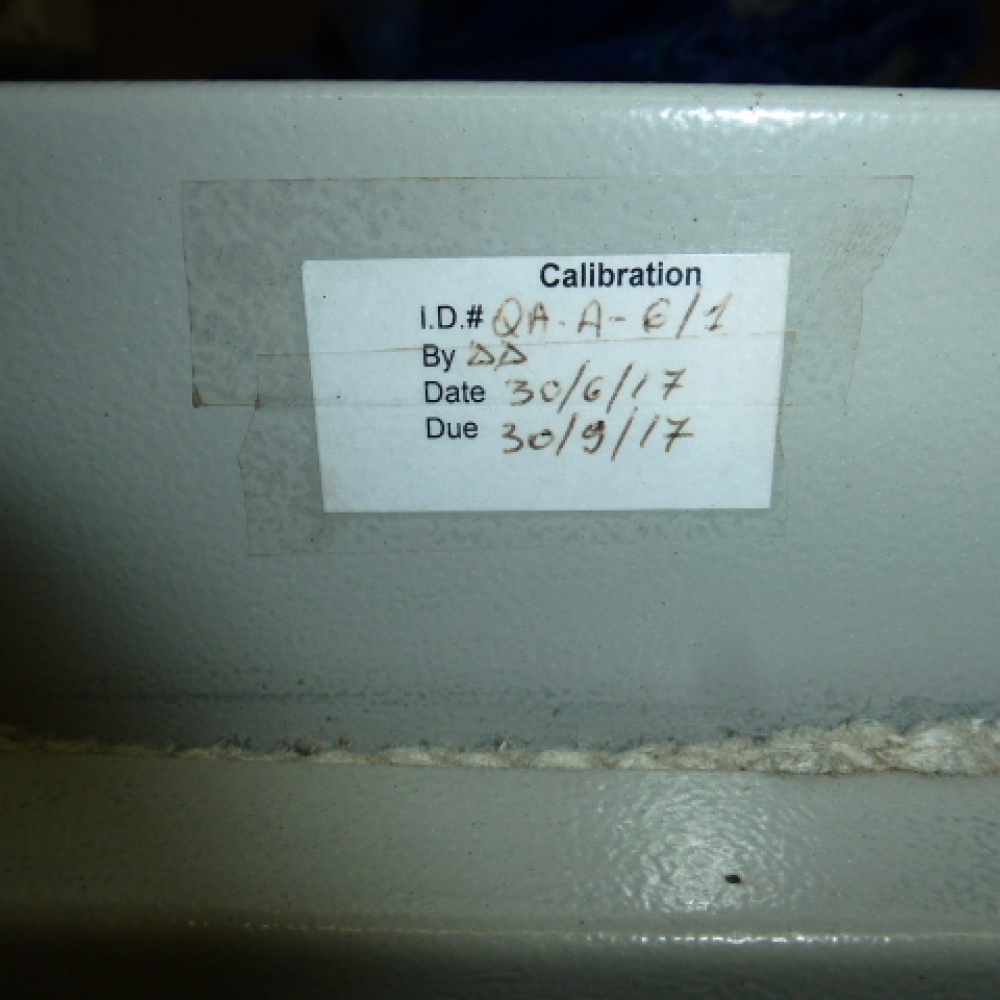 Calibration
I.D.# QA-A-6/1
By DD
Date 30/6/17
Due 30/9/17